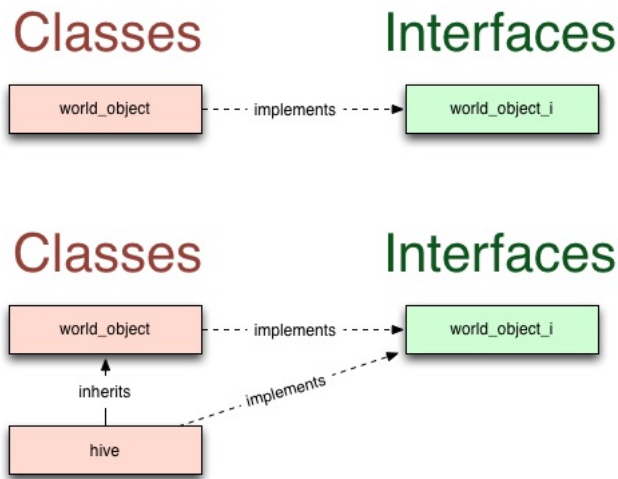 Classes Interfaces
world_object implements world_object_i
Classes Interfaces
world_object implements world_object_i
inherits implements
hive